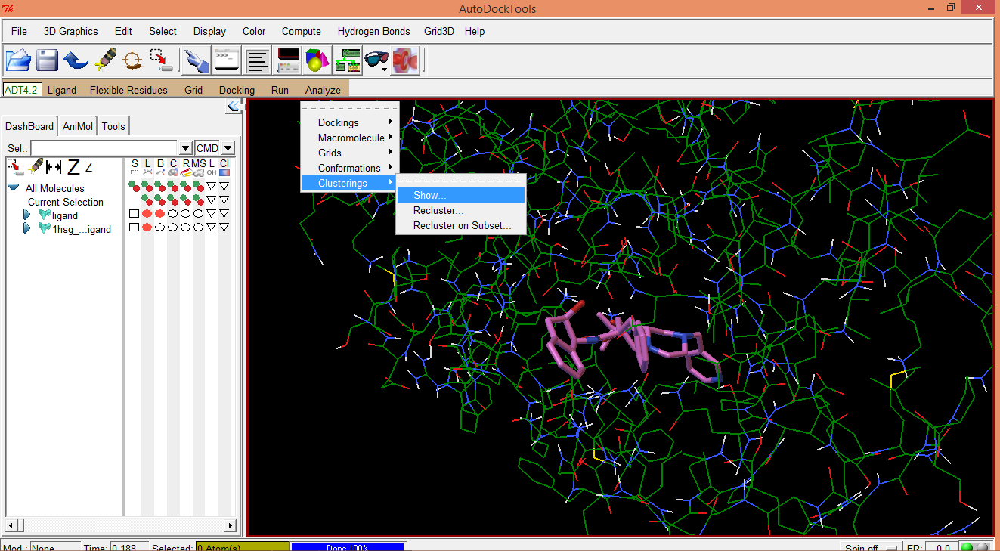 AutoDockTools
File 3D Graphics Edit Select Display Color Compute Hydrogen Bonds Grid3D Help
>>>
ADT4.2 Ligand Flexible Residues Grid Docking Run Analyze
DashBoard AniMol Tools
Sel.: CMD
Z Z
S L B C R MS L Cl
OH
All Molecules
Current Selection
ligand
1hsg_...igand
Dockings
Macromolecule
Grids
Conformations
Clusterings
Show...
Recluster...
Recluster on Subset...
Mod.: None Time: 0.188 Selected: 0 Atom(s) Done 100% Spin off FR: 0.0